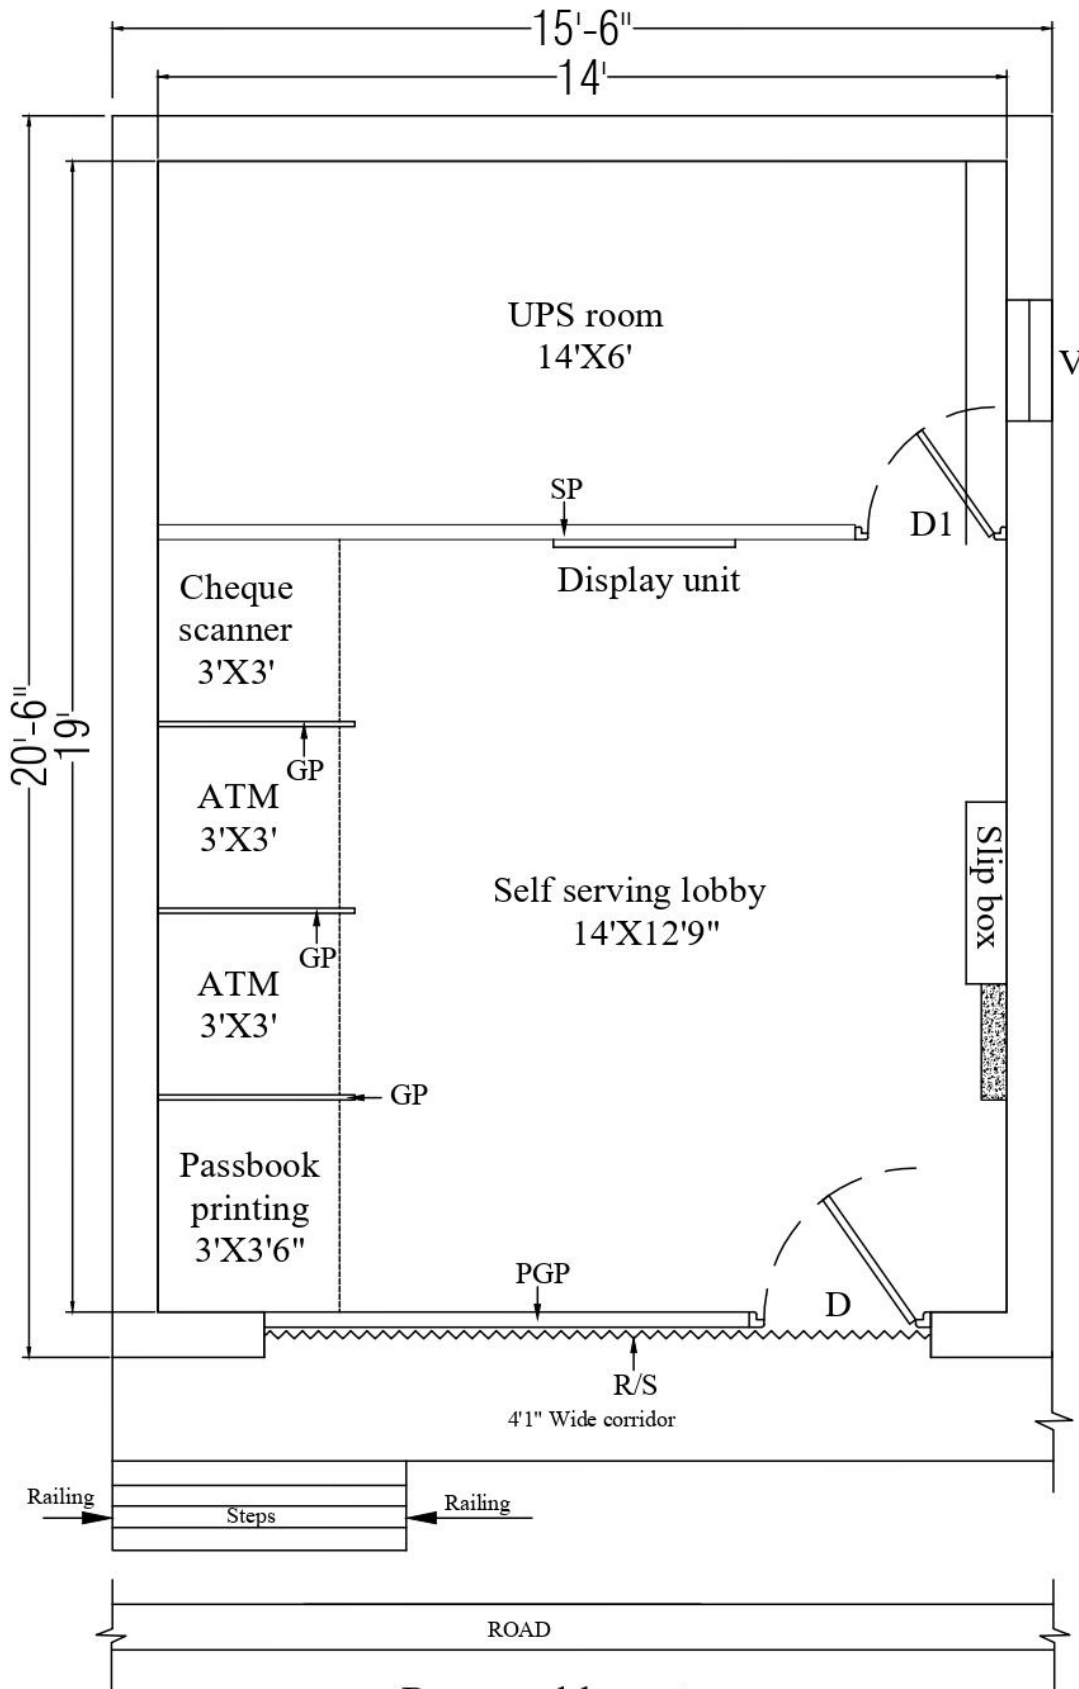 15'-6"
14'
UPS room
14'X6'
V
SP
D1
Display unit
Cheque
scanner
3'X3'
20'-6"
19'
GP
ATM
3'X3'
Slip box
Self serving lobby
14'X12'9"
GP
ATM
3'X3'
GP
Passbook
printing
3'X3'6"
PGP
D
R/S
4'1" Wide corridor
Railing
Railing
Steps
ROAD